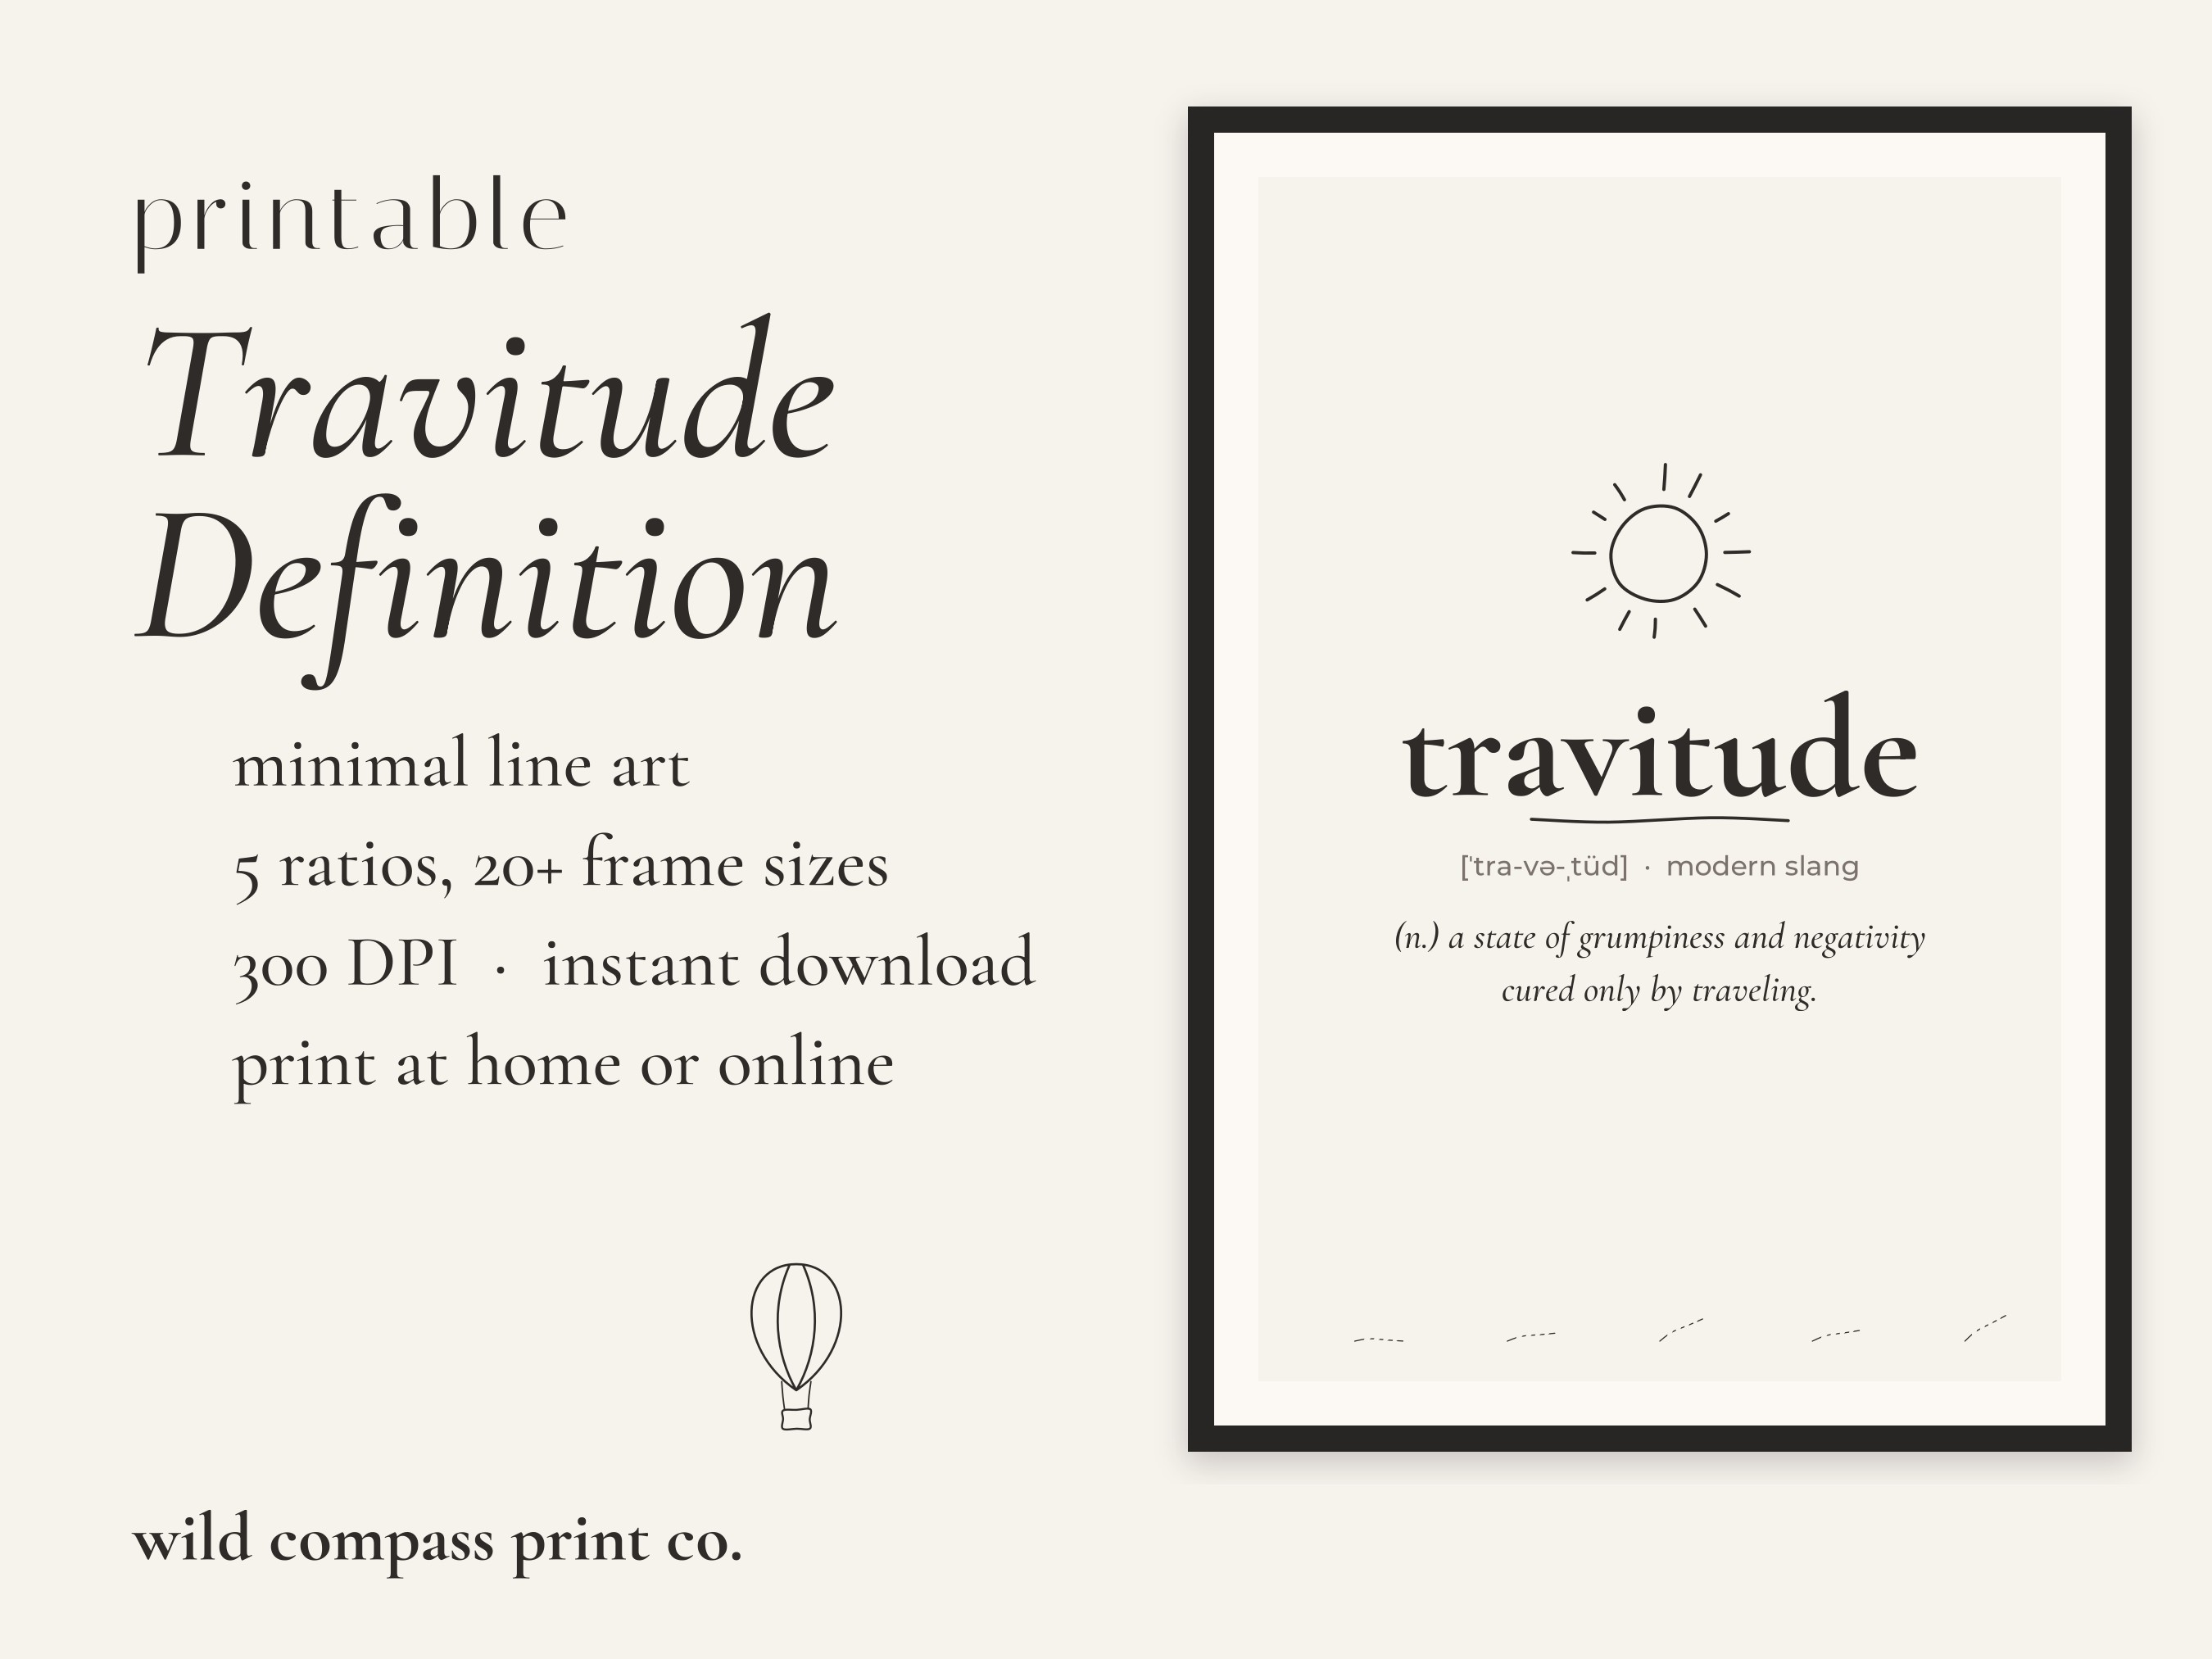 printable
Travitude
Definition
minimal line art
5 ratios, 20+ frame sizes
300 DPI · instant download
print at home or online
wild compass print co.
travitude
[ˈtra-və-ˌtüd] · modern slang
(n.) a state of grumpiness and negativity
cured only by traveling.